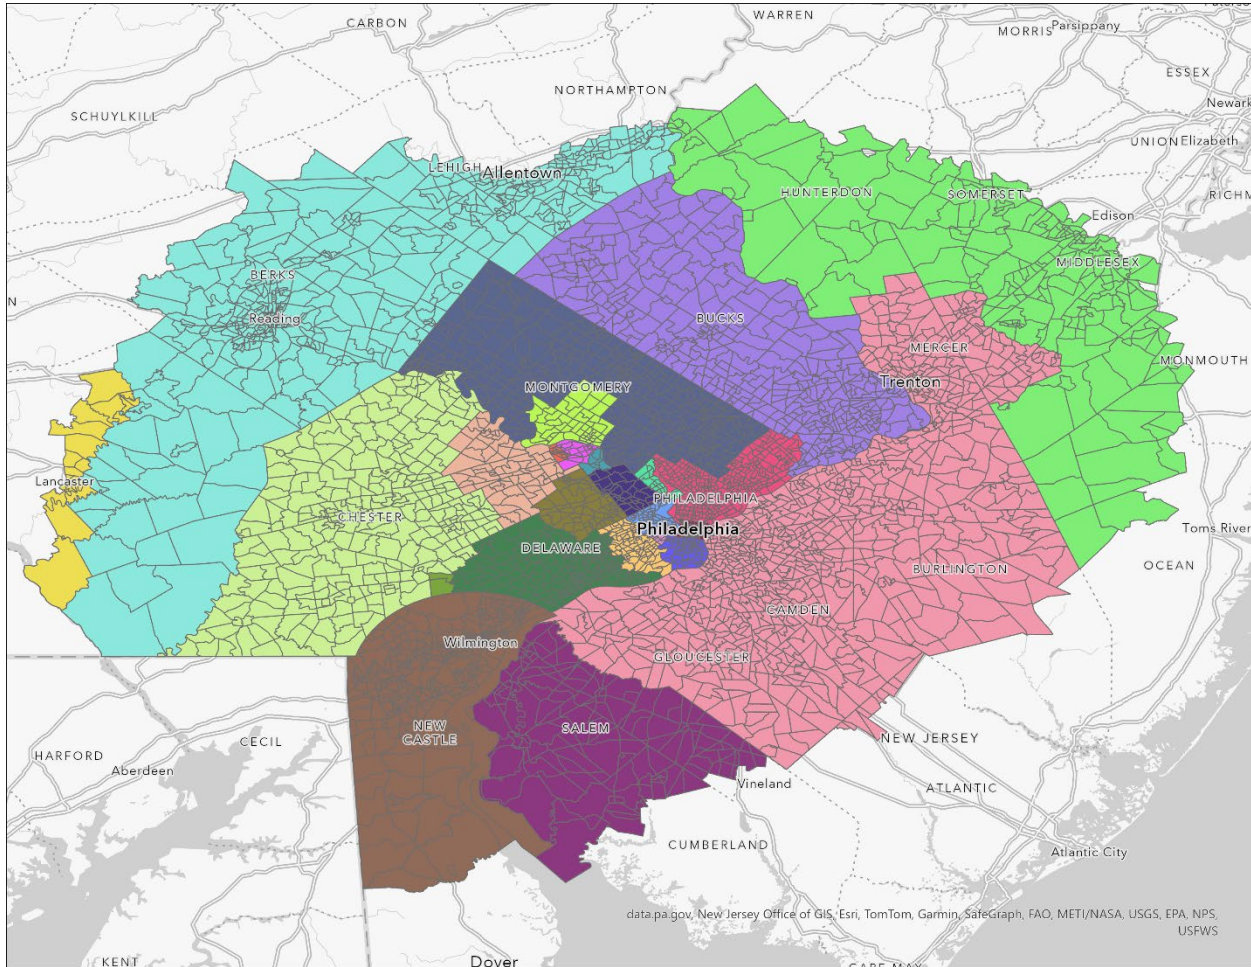 WARREN
CARBON
MORRIS
Parsippany
ESSEX
NORTHAMPTON
Newark
SCHUYLKILL
UNION
Elizabeth
LEHIGH
Allentown
HUNTERDON
SOMERSET
RICHM
Edison
MIDDLESEX
BERKS
N
Reading
BUCKS
MERCER
MONMOUTH
Trenton
MONTGOMERY
Lancaster
PHILADELPHIA
CHESTER
Philadelphia
Toms River
DELAWARE
OCEAN
BURLINGTON
CAMDEN
Wilmington
GLOUCESTER
NEW
CASTLE
SALEM
CECIL
NEW JERSEY
HARFORD
Aberdeen
Vineland
ATLANTIC
CUMBERLAND
Atlantic City
data.pa.gov, New Jersey Office of GIS, Esri, TomTom, Garmin, SafeGraph, FAO, METI/NASA, USGS, EPA, NPS,
USFWS
KENT
Dover
CAPE MAY